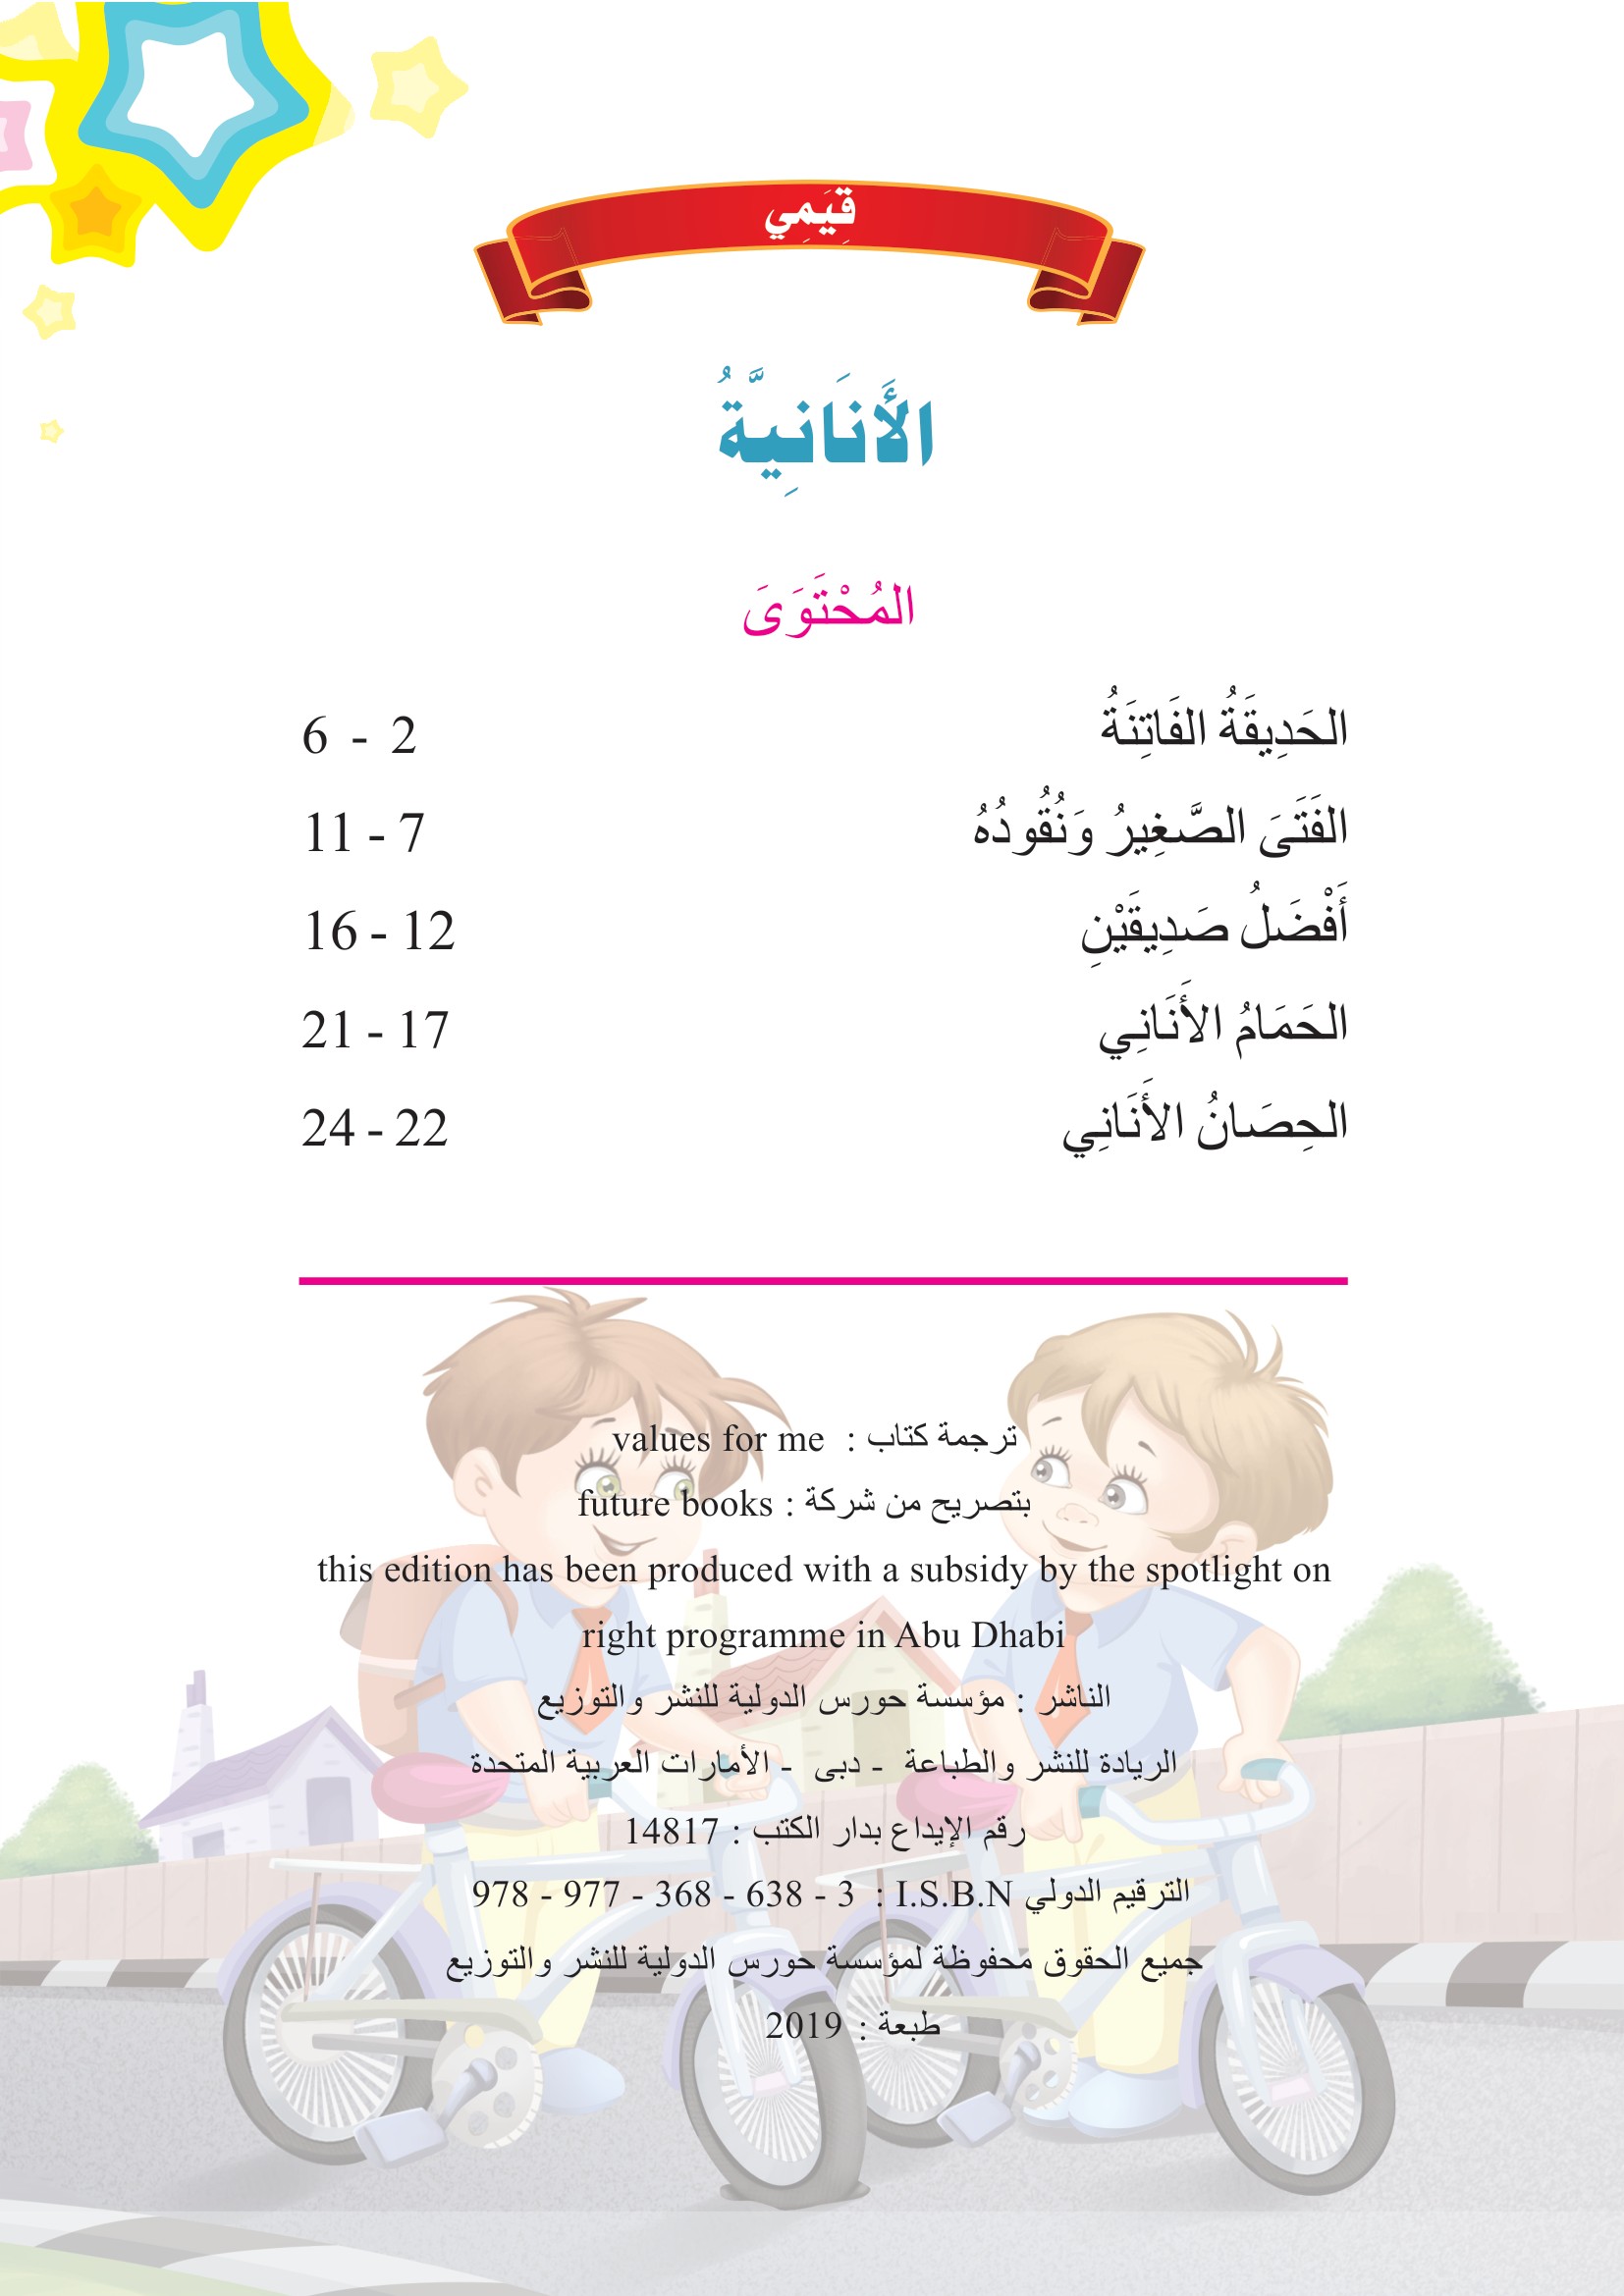 قِيَمِي
الأَنَانِيَّةُ
المُحْتَوَىَ
الحَدِيقَةُ الفَاتِنَةُ 2 - 6
الفَتَىَ الصَّغِيرُ وَنُقُودُهُ 7 - 11
أَفْضَلُ صَدِيقَيْنِ 12 - 16
الحَمَامُ الأَنَانِي 17 - 21
الحِصَانُ الأَنَانِي 22 - 24
ترجمة كتاب : values for me
بتصريح من شركة : future books
this edition has been produced with a subsidy by the spotlight on
right programme in Abu Dhabi
الناشر : مؤسسة حورس الدولية للنشر والتوزيع
الريادة للنشر والطباعة - دبى - الأمارات العربية المتحدة
رقم الإيداع بدار الكتب : 14817
الترقيم الدولي I.S.B.N : 978 - 977 - 368 - 638 - 3
جميع الحقوق محفوظة لمؤسسة حورس الدولية للنشر والتوزيع
طبعة : 2019